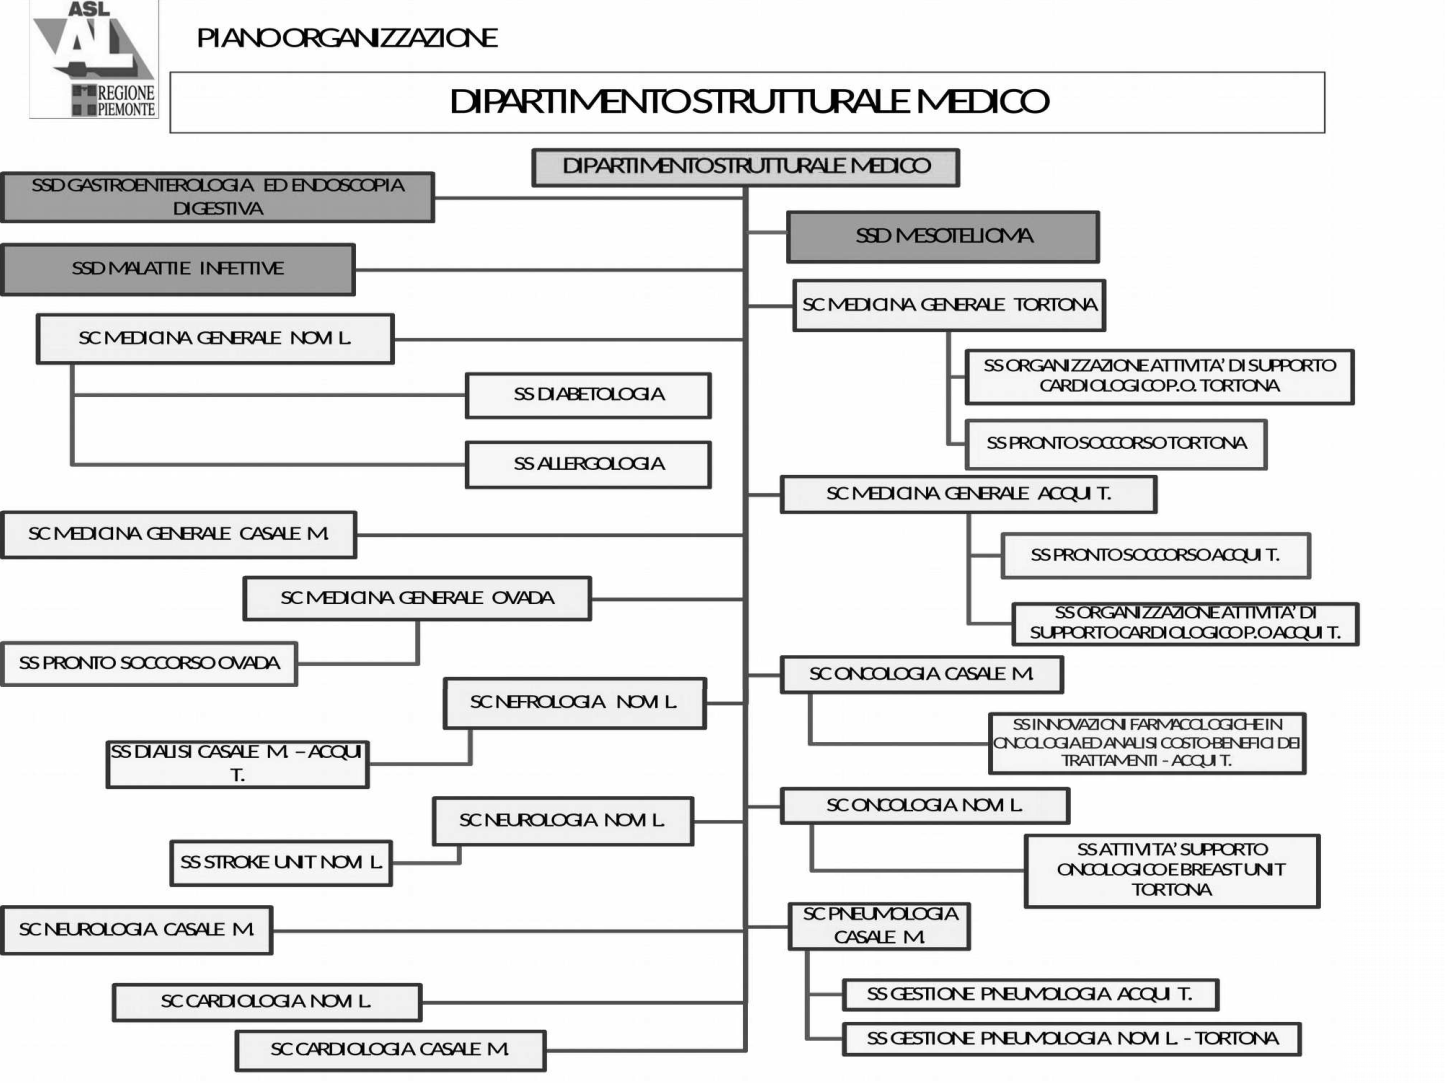 ASL
AL
REGIONE
PIEMONTE
PIANO ORGANIZZAZIONE
DIPARTIMENTO STRUTTURALE MEDICO
DIPARTIMENTO STRUTTURALE MEDICO
SSD GASTROENTEROLOGIA ED ENDOSCOPIA
DIGESTIVA
SSD MESOTELIOMA
SSD MALATTIE INFETTIVE
SC MEDICINA GENERALE TORTONA
SC MEDICINA GENERALE NOVI L.
SS ORGANIZZAZIONE ATTIVITA' DI SUPPORTO
CARDIOLOGICO P.O. TORTONA
SS DIABETOLOGIA
SS PRONTO SOCCORSO TORTONA
SS ALLERGOLOGIA
SC MEDICINA GENERALE ACQUI T.
SC MEDICINA GENERALE CASALE M.
SS PRONTO SOCCORSO ACQUI T.
SC MEDICINA GENERALE OVADA
SS ORGANIZZAZIONE ATTIVITA' DI
SUPPORTO CARDIOLOGICO P.O ACQUI T.
SS PRONTO SOCCORSO OVADA
SC ONCOLOGIA CASALE M.
SC NEFROLOGIA NOVI L.
SS INNOVAZIONI FARMACOLOGICHE IN
ONCOLOGIA ED ANALISI COSTO-BENEFICI DEI
TRATTAMENTI - ACQUI T.
SS DIALISI CASALE M. – ACQUI
T.
SC ONCOLOGIA NOVI L.
SC NEUROLOGIA NOVI L.
SS ATTIVITA' SUPPORTO
ONCOLOGICO E BREAST UNIT
TORTONA
SS STROKE UNIT NOVI L.
SC PNEUMOLOGIA
CASALE M.
SC NEUROLOGIA CASALE M.
SS GESTIONE PNEUMOLOGIA ACQUI T.
SC CARDIOLOGIA NOVI L.
SS GESTIONE PNEUMOLOGIA NOVI L. - TORTONA
SC CARDIOLOGIA CASALE M.